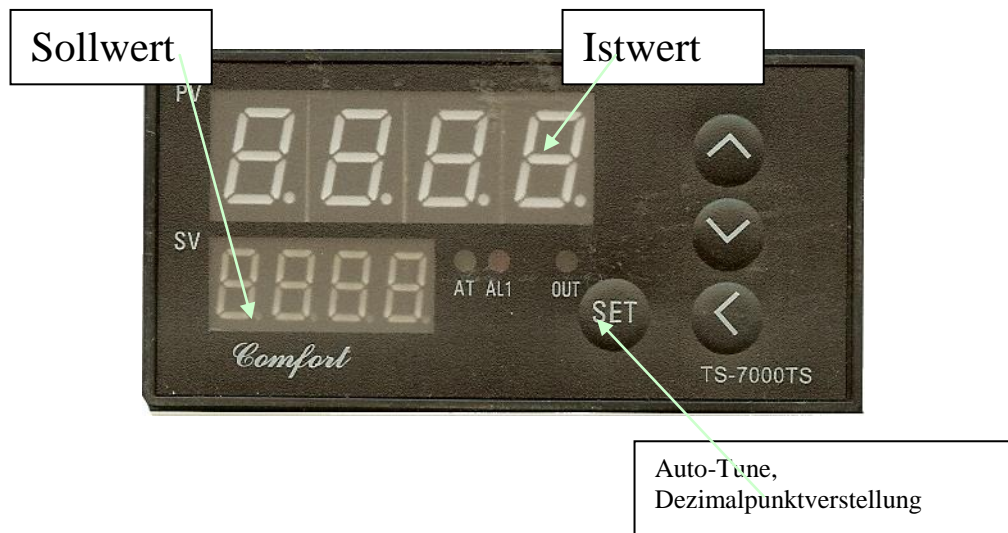 Sollwert
Istwert
PV
SV
AT AL1 OUT
SET
Comfort
TS-7000TS
Auto-Tune,
Dezimalpunktverstellung